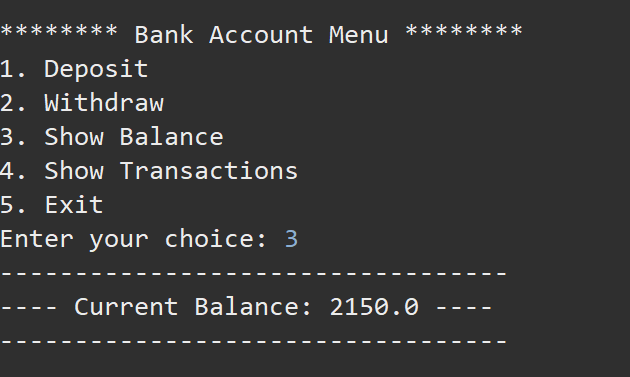 ******** Bank Account Menu ********
1. Deposit
2. Withdraw
3. Show Balance
4. Show Transactions
5. Exit
Enter your choice: 3
----------------------------------
---- Current Balance: 2150.0 ----
----------------------------------